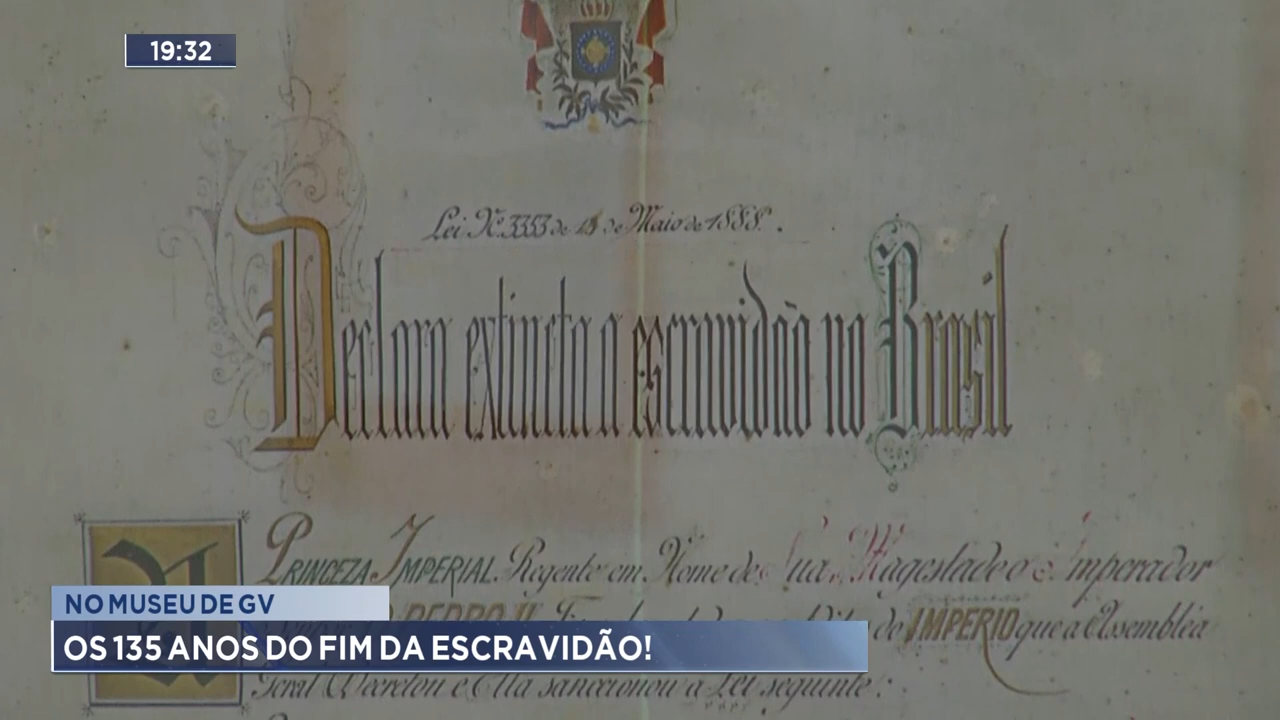 19:32
Lei Nº 3353 de 13 de Maio de 1888.
Declara extincta a escravidão no Brasil
A PRINCEZA IMPERIAL Regente em Nome de Sua Magestade o Imperador
PEDRO II de IMPERIO que a Assembléa
Geral Decretou e Ella sanccionou a Lei seguinte:
NO MUSEU DE GV
OS 135 ANOS DO FIM DA ESCRAVIDÃO!